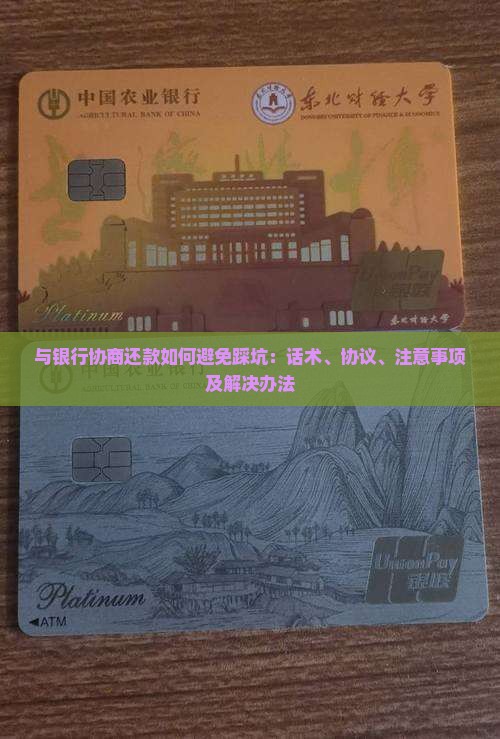 中国农业银行
AGRICULTURAL BANK OF CHINA
东北财经大学
DONGBEI UNIVERSITY OF FINANCE & ECONOMICS
UnionPay
Platinum
东北财经大学
与银行协商还款如何避免踩坑：话术、协议、注意事项
及解决办法
UnionPay
银联
Platinum
◀ATM